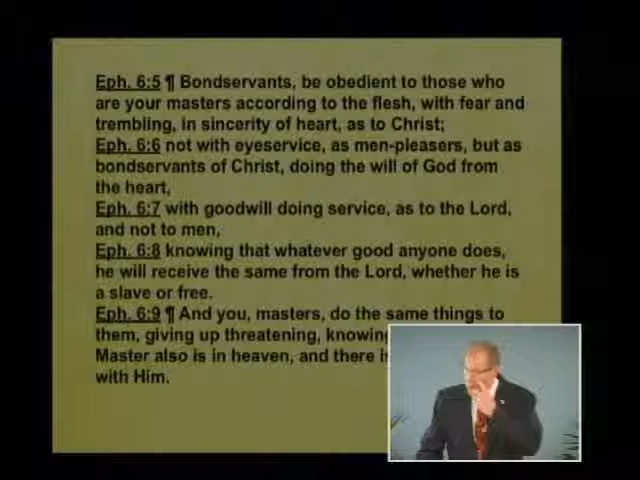 Eph. 6:5 ¶ Bondservants, be obedient to those who
are your masters according to the flesh, with fear and
trembling, in sincerity of heart, as to Christ;
Eph. 6:6 not with eyeservice, as men-pleasers, but as
bondservants of Christ, doing the will of God from
the heart,
Eph. 6:7 with goodwill doing service, as to the Lord,
and not to men,
Eph. 6:8 knowing that whatever good anyone does,
he will receive the same from the Lord, whether he is
a slave or free.
Eph. 6:9 ¶ And you, masters, do the same things to
them, giving up threatening, knowing
Master also is in heaven, and there
with Him.